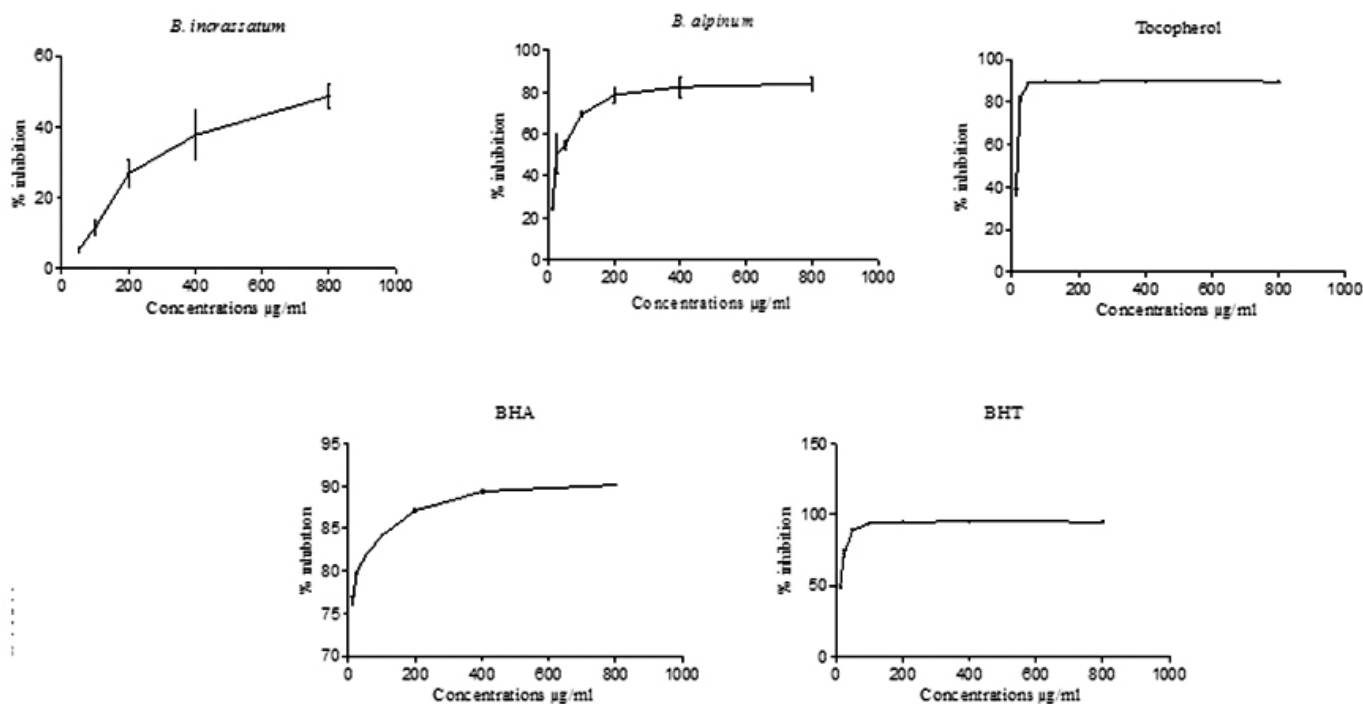 B. incrassatum
60
40
20
0
% inhibition
0 200 400 600 800 1000
Concentrations µg/ml
B. alpinum
100
80
60
40
20
0
% inhibition
0 200 400 600 800 1000
Concentrations µg/ml
Tocopherol
100
80
60
40
20
0
% inhibition
0 200 400 600 800 1000
Concentrations µg/ml
BHA
95
90
85
80
75
70
% inhibition
0 200 400 600 800 1000
Concentrations µg/ml
BHT
150
100
50
0
% inhibition
0 200 400 600 800 1000
Concentrations µg/ml